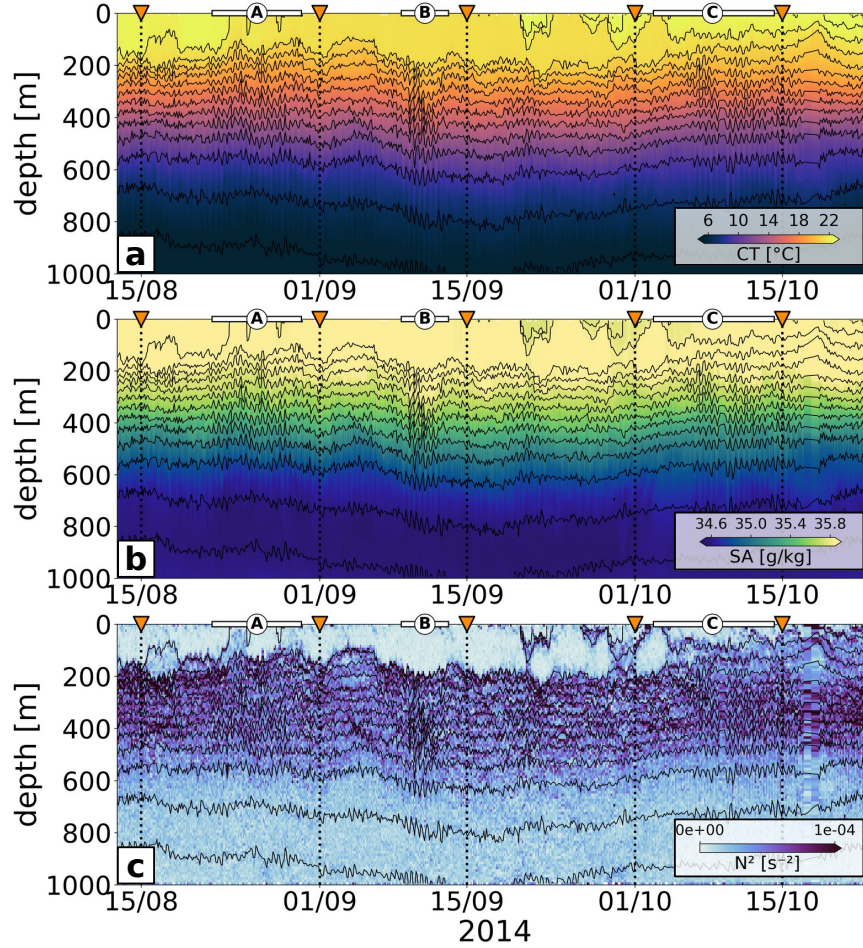 A B C
0
200
400
600
800
1000
depth [m]
a
6 10 14 18 22
CT [°C]
15/08 01/09 15/09 01/10 15/10
A B C
0
200
400
600
800
1000
depth [m]
b
34.6 35.0 35.4 35.8
SA [g/kg]
15/08 01/09 15/09 01/10 15/10
A B C
0
200
400
600
800
1000
depth [m]
c
0e+00 1e-04
N² [s⁻²]
15/08 01/09 15/09 01/10 15/10
2014